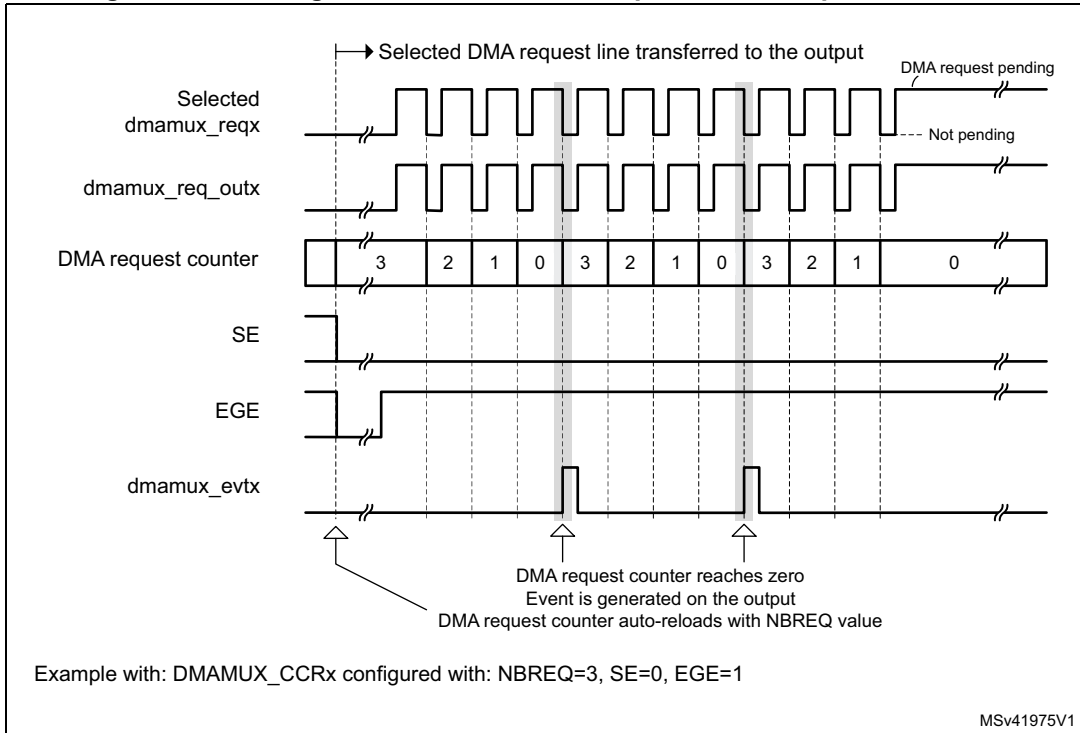 Selected DMA request line transferred to the output
DMA request pending
Selected
dmamux_reqx
Not pending
dmamux_req_outx
DMA request counter
3 2 1 0 3 2 1 0 3 2 1 0
SE
EGE
dmamux_evtx
DMA request counter reaches zero
Event is generated on the output
DMA request counter auto-reloads with NBREQ value
Example with: DMAMUX_CCRx configured with: NBREQ=3, SE=0, EGE=1
MSv41975V1